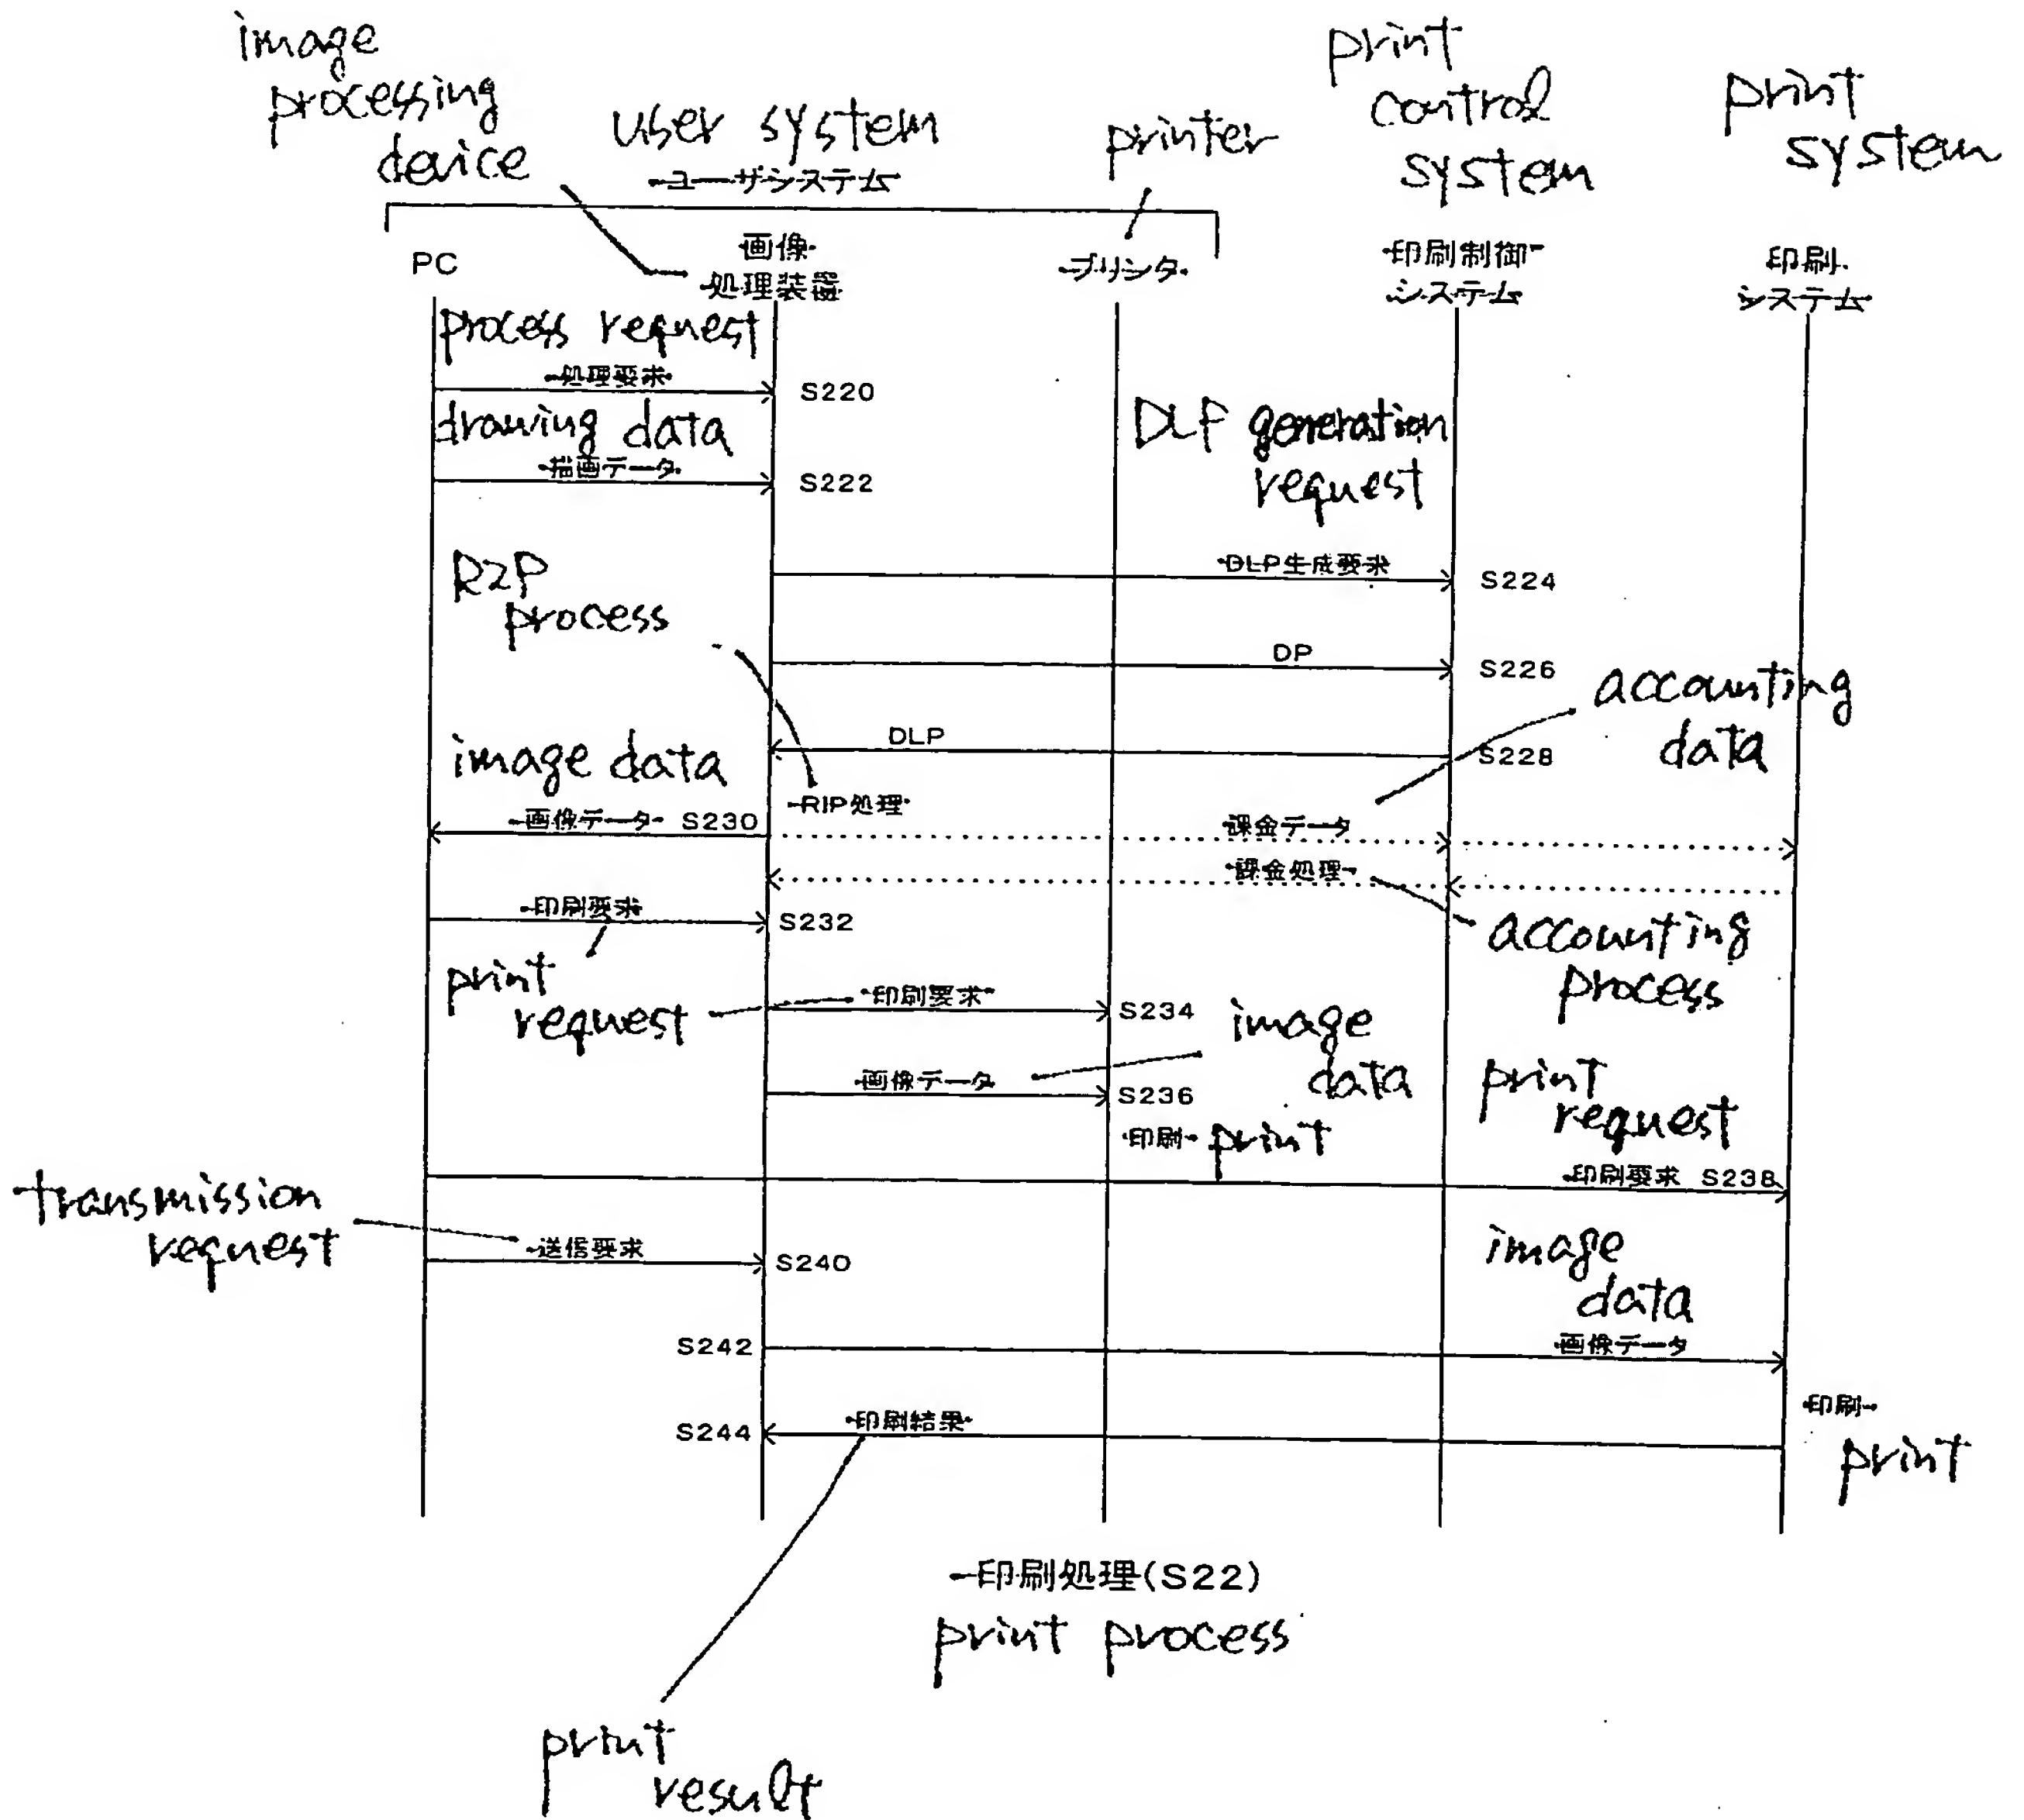 image
processing
device
user system
ユーザシステム
printer
print
control
system
print
system
PC
画像
処理装置
プリンタ
印刷制御
システム
印刷
システム
process request
処理要求
S220
drawing data
描画データ
S222
DLP generation
request
DLP生成要求
S224
R2P
process
DP
S226
accounting
data
DLP
S228
image data
RIP処理
画像データ S230
課金データ
課金処理
印刷要求
S232
accounting
process
print
request
印刷要求
S234
image
data
画像データ
S236
print
request
印刷 print
印刷要求 S238
transmission
request
送信要求
S240
image
data
S242
画像データ
印刷
print
S244
印刷結果
印刷処理(S22)
print process
print
result